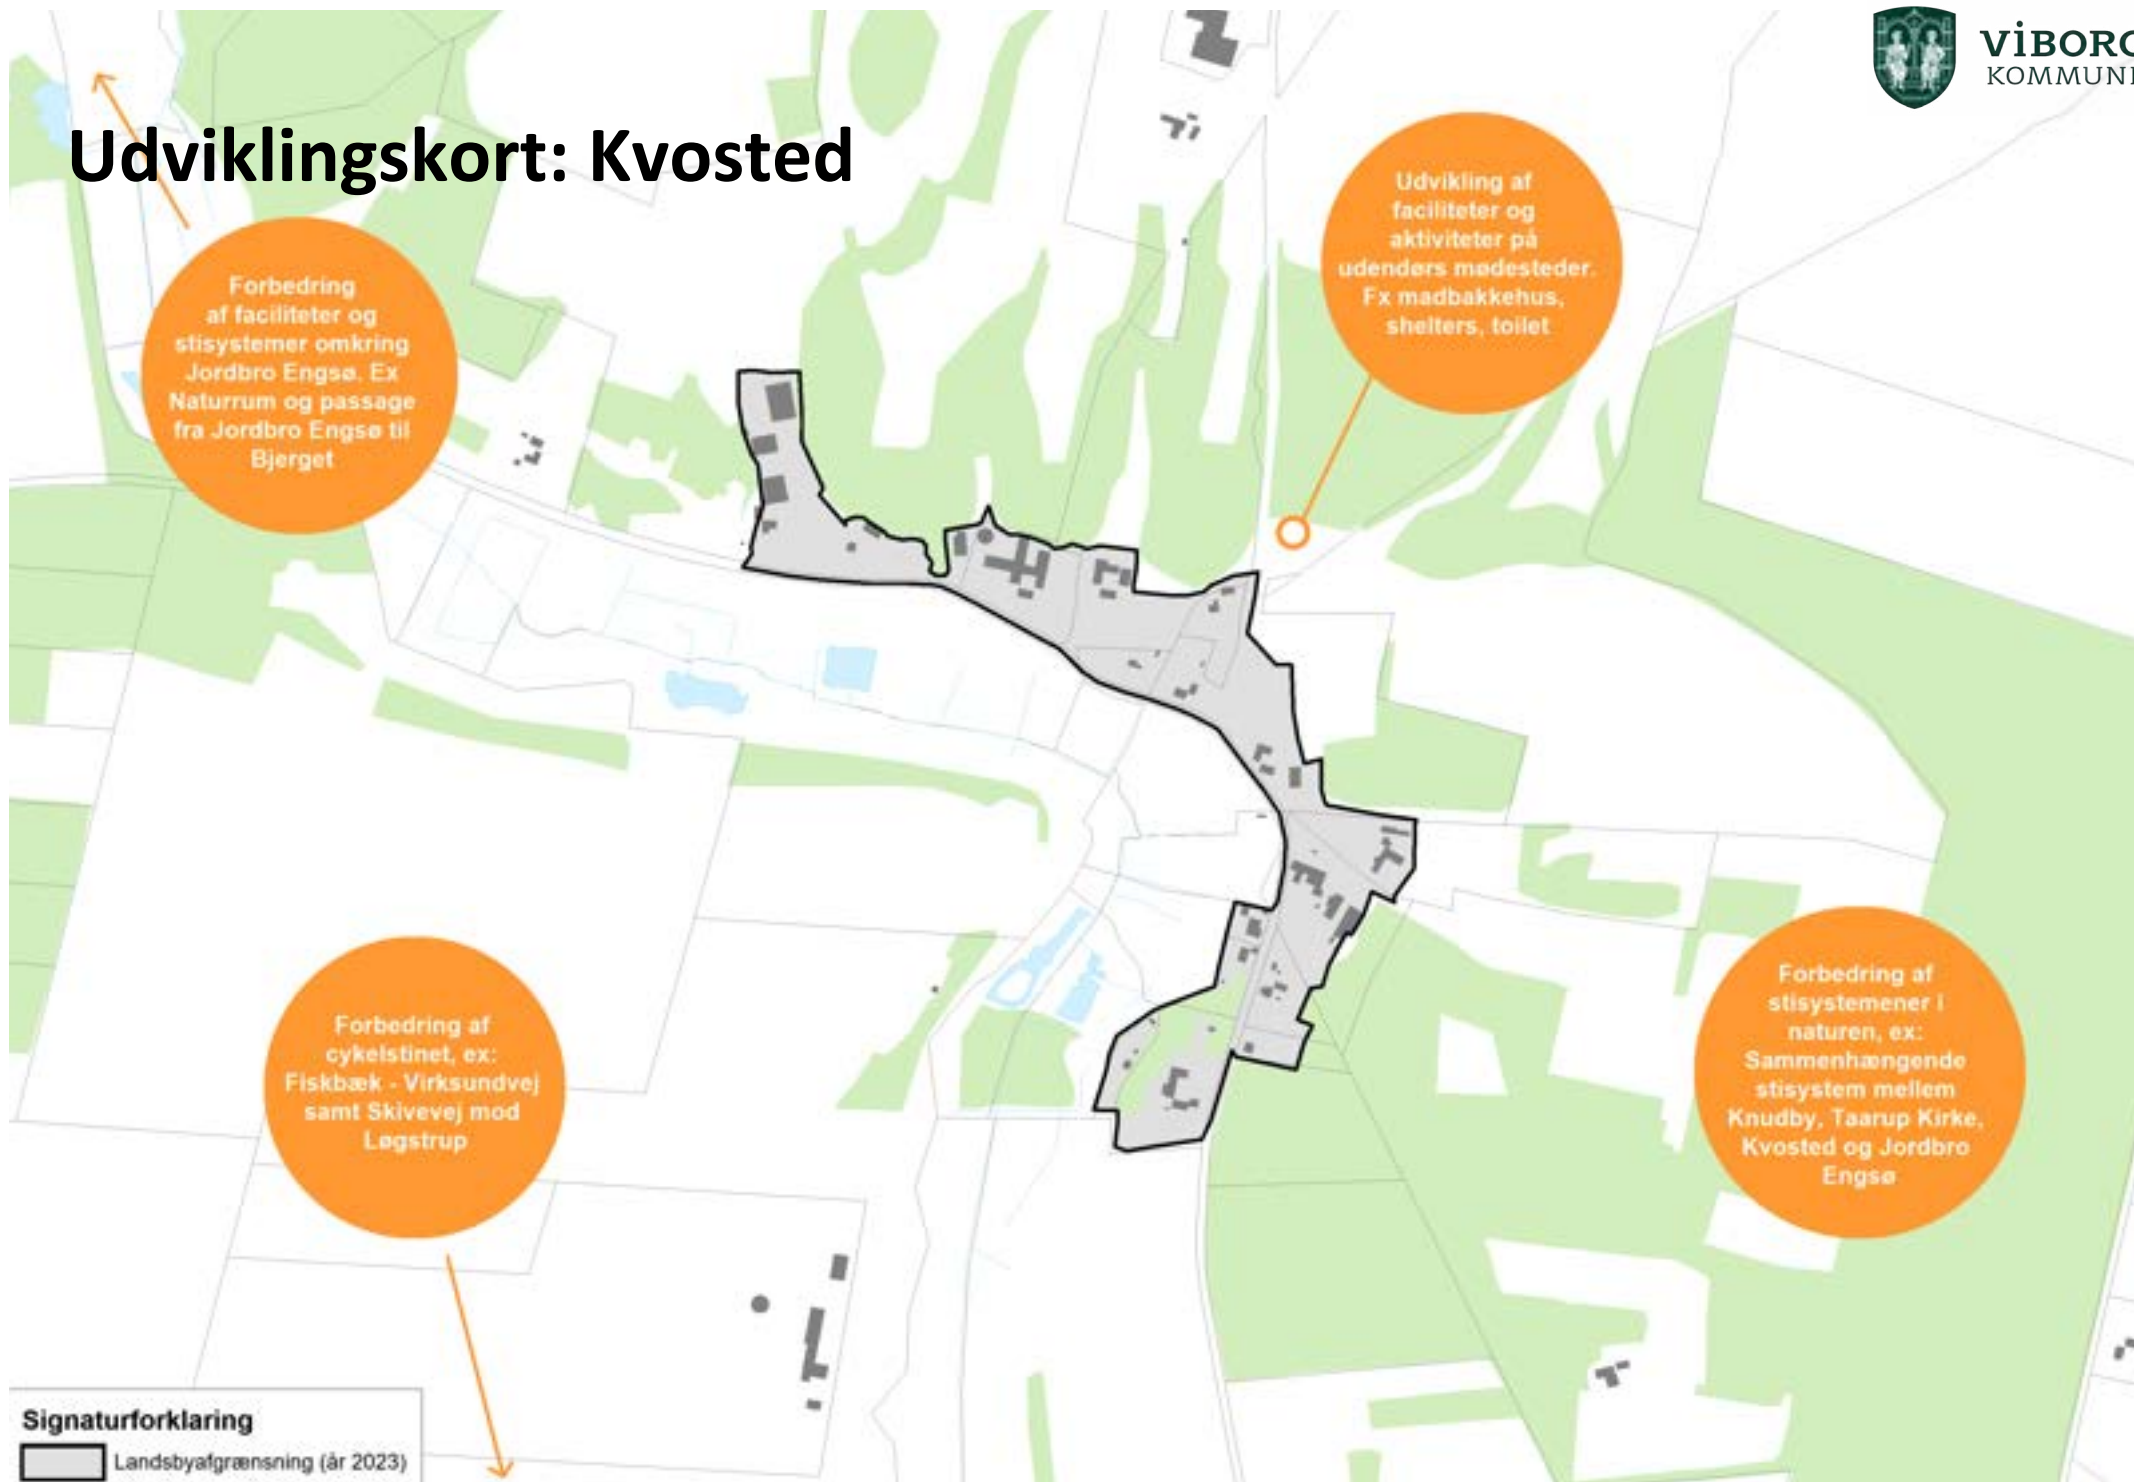 VIBORG
KOMMUNE
Udviklingskort: Kvosted
Udvikling af
faciliteter og
aktiviteter på
udendørs mødesteder.
Fx madbakkehus,
shelters, toilet
Forbedring
af faciliteter og
stisystemer omkring
Jordbro Engsø. Ex
Naturrum og passage
fra Jordbro Engsø til
Bjerget
Forbedring af
cykelstinet, ex:
Fiskbæk - Virksundvej
samt Skivevej mod
Løgstrup
Forbedring af
stisystemener i
naturen, ex:
Sammenhængende
stisystem mellem
Knudby, Taarup Kirke,
Kvosted og Jordbro
Engsø
Signaturforklaring
Landsbyafgrænsning (år 2023)